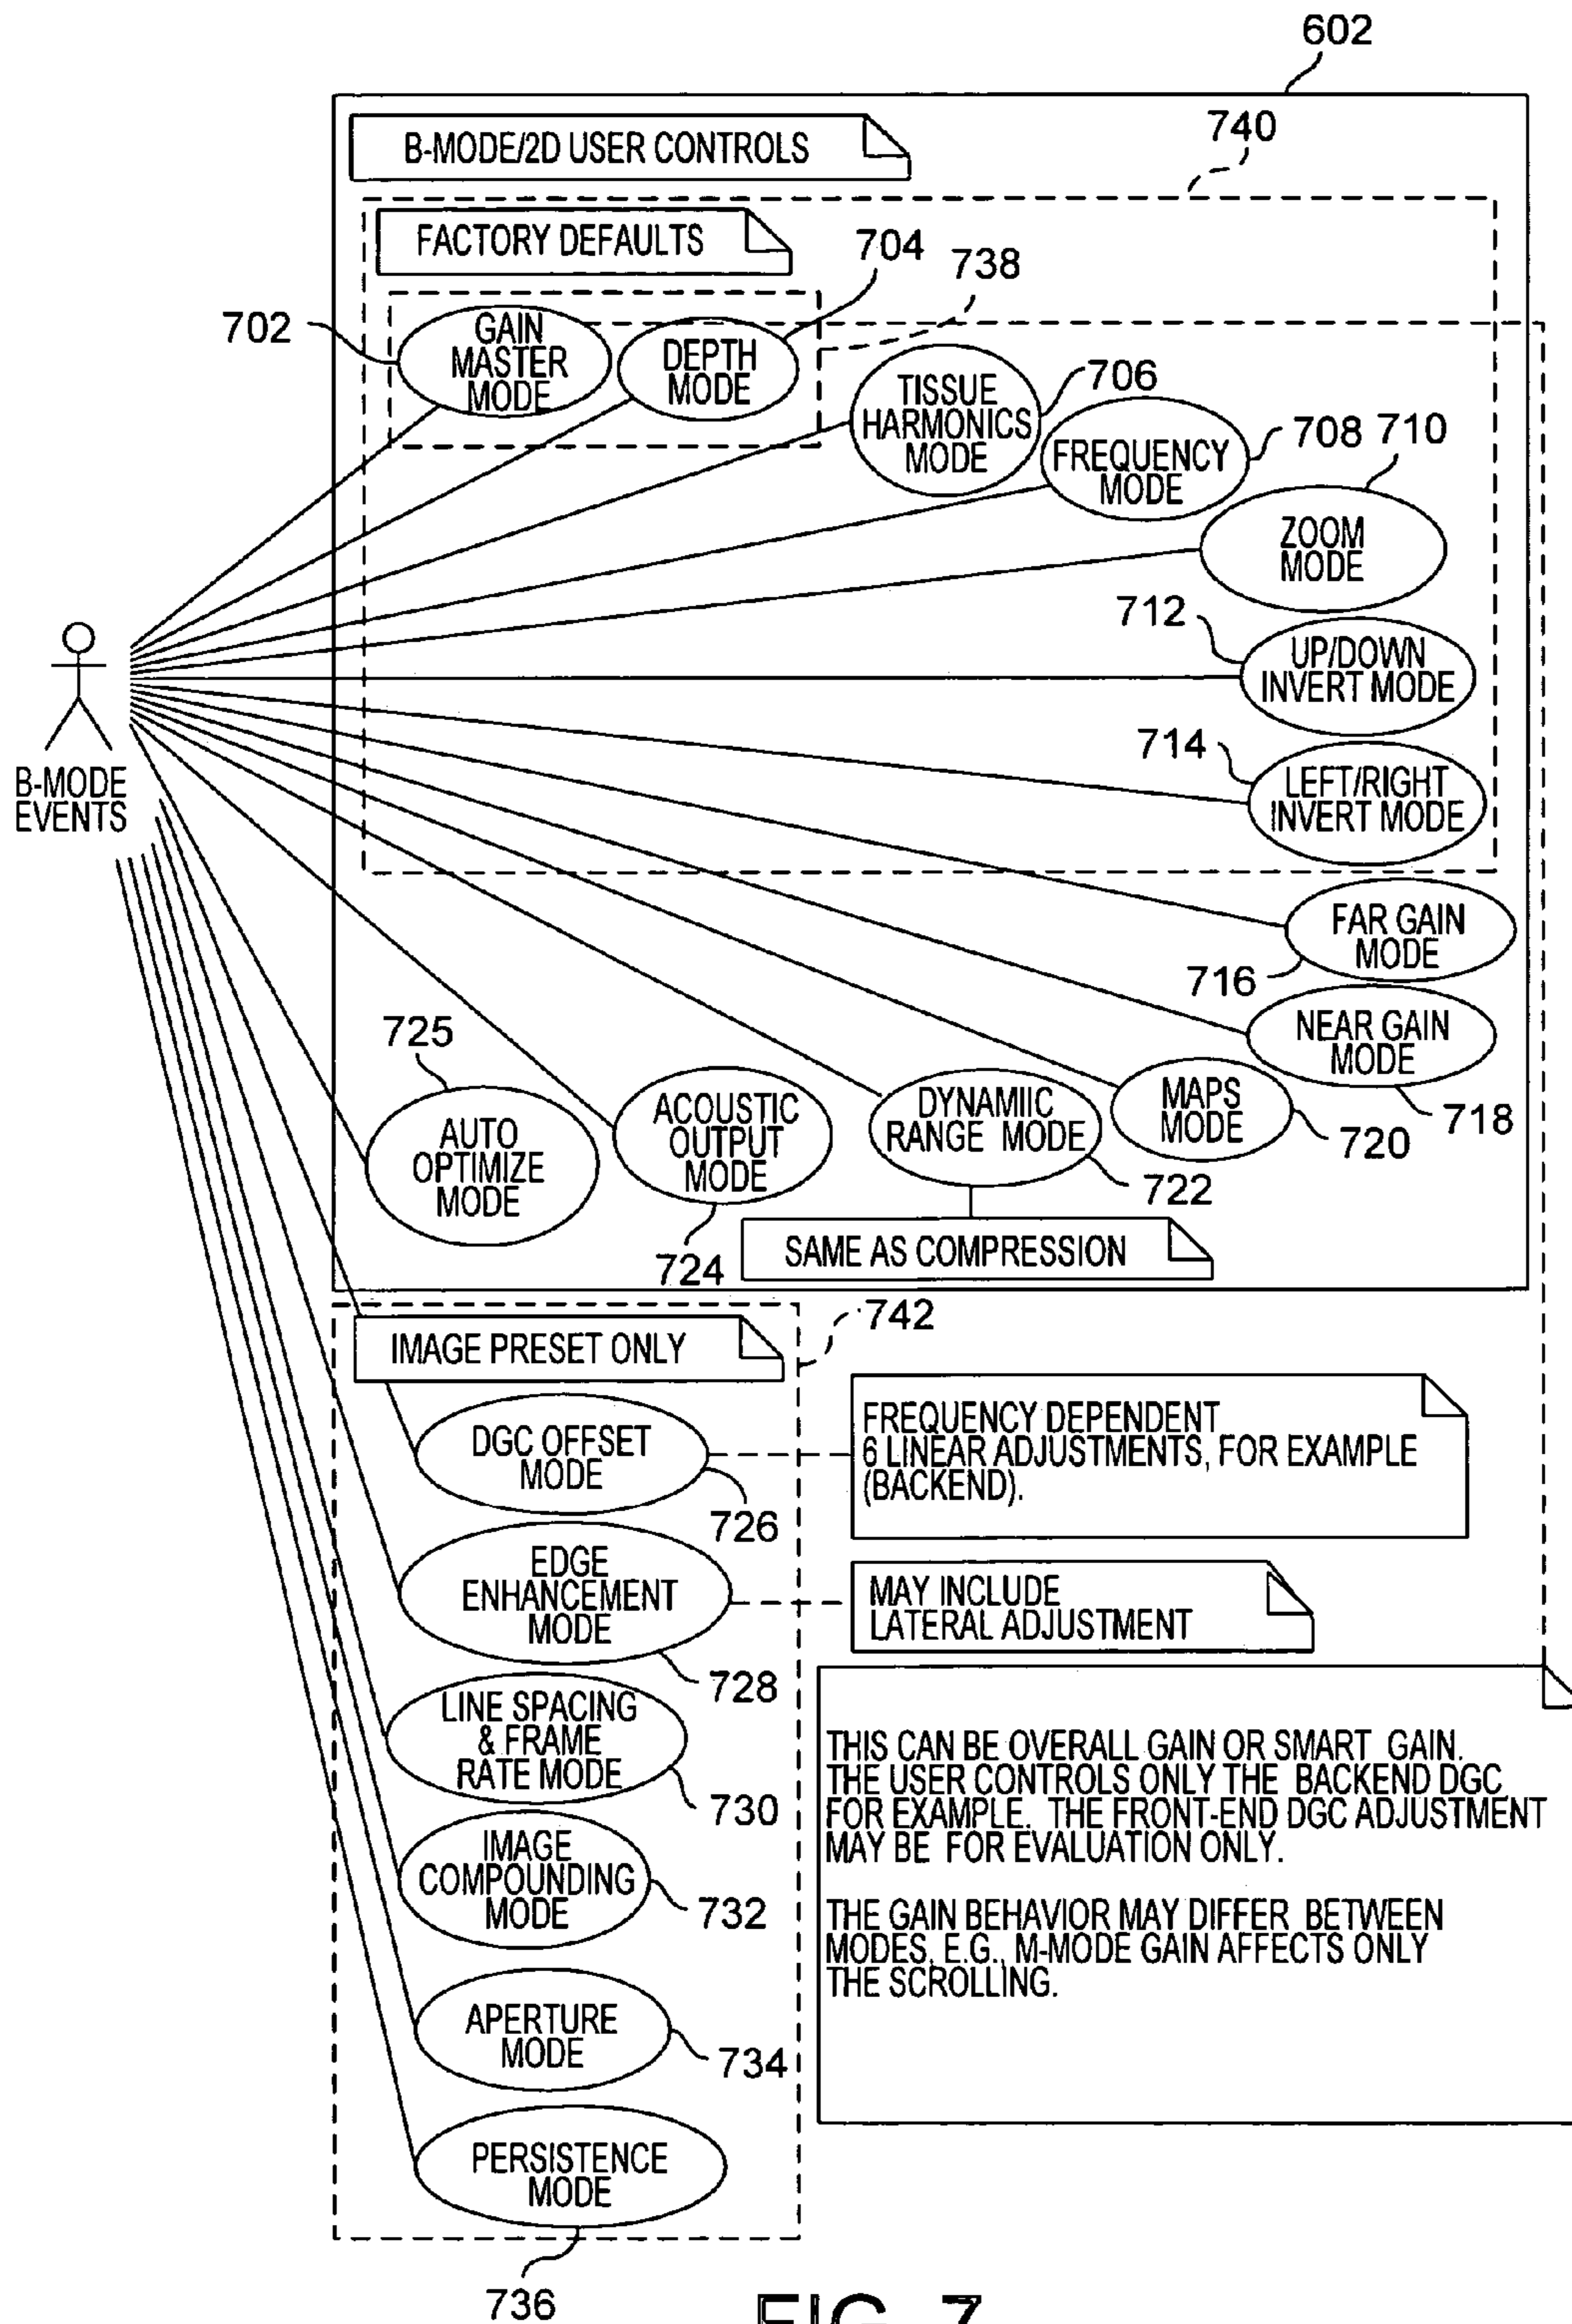 602
740
B-MODE/2D USER CONTROLS
FACTORY DEFAULTS
704
738
702
GAIN
MASTER
MODE
DEPTH
MODE
TISSUE
HARMONICS
MODE
706
FREQUENCY
MODE
708
710
ZOOM
MODE
712
UP/DOWN
INVERT MODE
714
LEFT/RIGHT
INVERT MODE
B-MODE
EVENTS
FAR GAIN
MODE
716
NEAR GAIN
MODE
718
725
AUTO
OPTIMIZE
MODE
ACOUSTIC
OUTPUT
MODE
724
DYNAMIIC
RANGE MODE
722
MAPS
MODE
720
SAME AS COMPRESSION
742
IMAGE PRESET ONLY
DGC OFFSET
MODE
726
FREQUENCY DEPENDENT
6 LINEAR ADJUSTMENTS, FOR EXAMPLE
(BACKEND).
EDGE
ENHANCEMENT
MODE
728
MAY INCLUDE
LATERAL ADJUSTMENT
LINE SPACING
& FRAME
RATE MODE
730
THIS CAN BE OVERALL GAIN OR SMART GAIN.
THE USER CONTROLS ONLY THE BACKEND DGC,
FOR EXAMPLE. THE FRONT-END DGC ADJUSTMENT
MAY BE FOR EVALUATION ONLY.
THE GAIN BEHAVIOR MAY DIFFER BETWEEN
MODES, E.G., M-MODE GAIN AFFECTS ONLY
THE SCROLLING.
IMAGE
COMPOUNDING
MODE
732
APERTURE
MODE
734
PERSISTENCE
MODE
736
FIG. 7